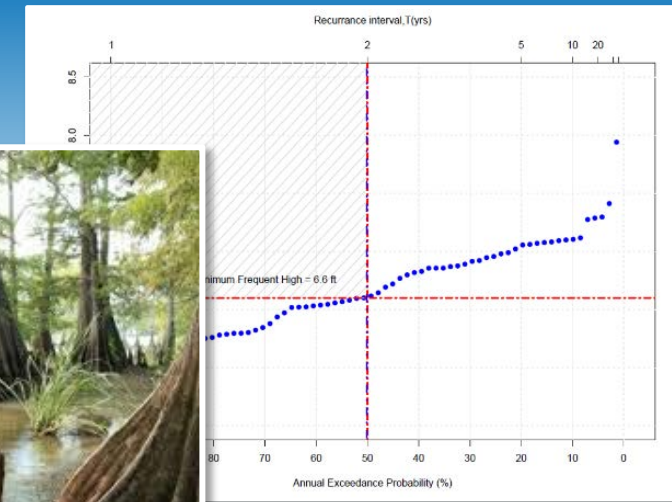 Recurrance interval,T(yrs)
1 2 5 10 20
8.5
8.0
nimum Frequent High = 6.6 ft
80 70 60 50 40 30 20 10 0
Annual Exceedance Probability (%)